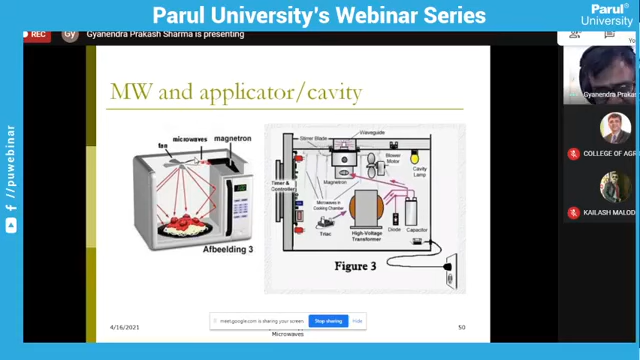 Parul University's Webinar Series
Parul®
University
REC
Gy
Gyanendra Prakash Sharma is presenting
Yo
MW and applicator/cavity
fan
microwaves
magnetron
Afbeelding 3
Waveguide
Stirrer Blade
Blower
Motor
Cavity
Lamp
Timer &
Controller
Magnetron
Microwaves in
Cooking Chamber
Triac
High-Voltage
Transformer
Diode
Capacitor
Figure 3
Gyanendra Prakas
COLLEGE OF AGR
KAILASH MALOD
/puwebinar
4/16/2021
meet.google.com is sharing your screen.
Stop sharing
Hide
Microwaves
50